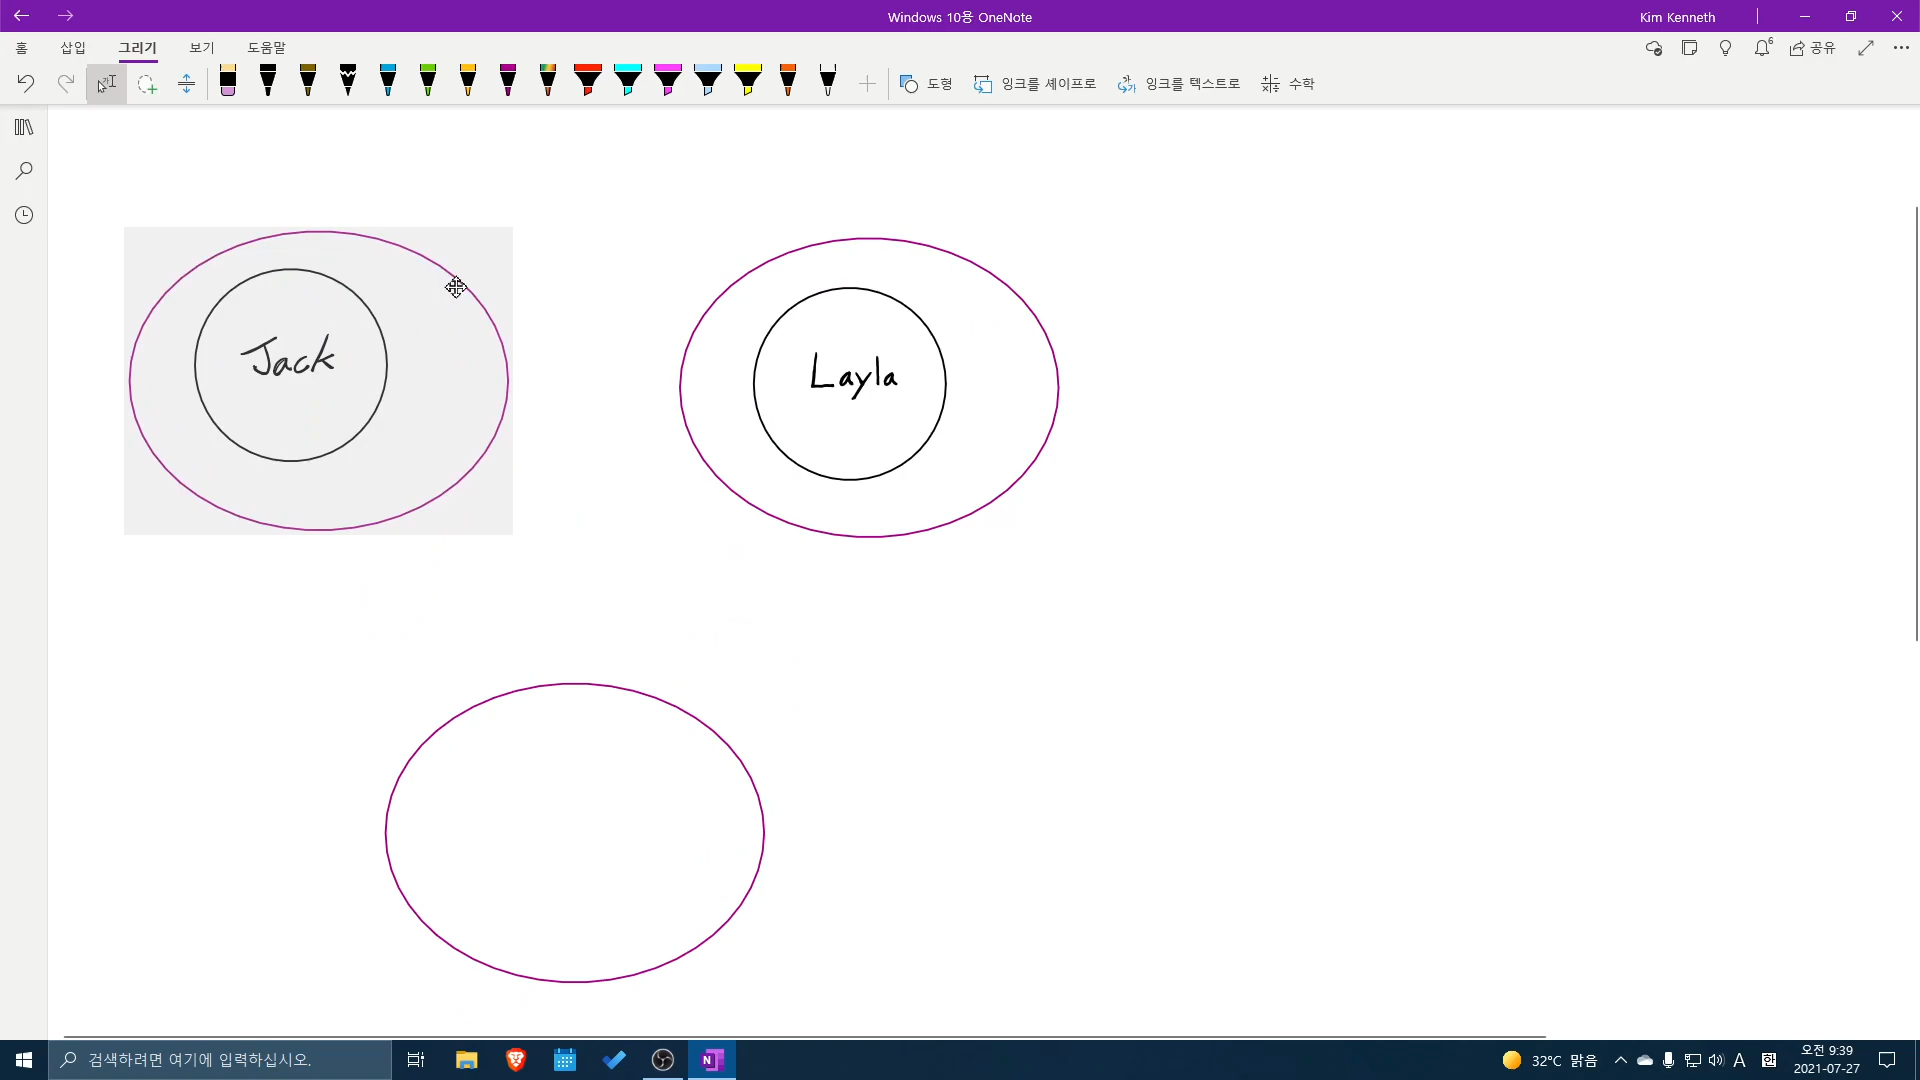 Windows 10용 OneNote
Kim Kenneth
홈 삽입 그리기 보기 도움말
6 공유
도형 잉크를 셰이프로 잉크를 텍스트로 수학
Jack
Layla
검색하려면 여기에 입력하십시오.
32°C 맑음
A 한
오전 9:39
2021-07-27